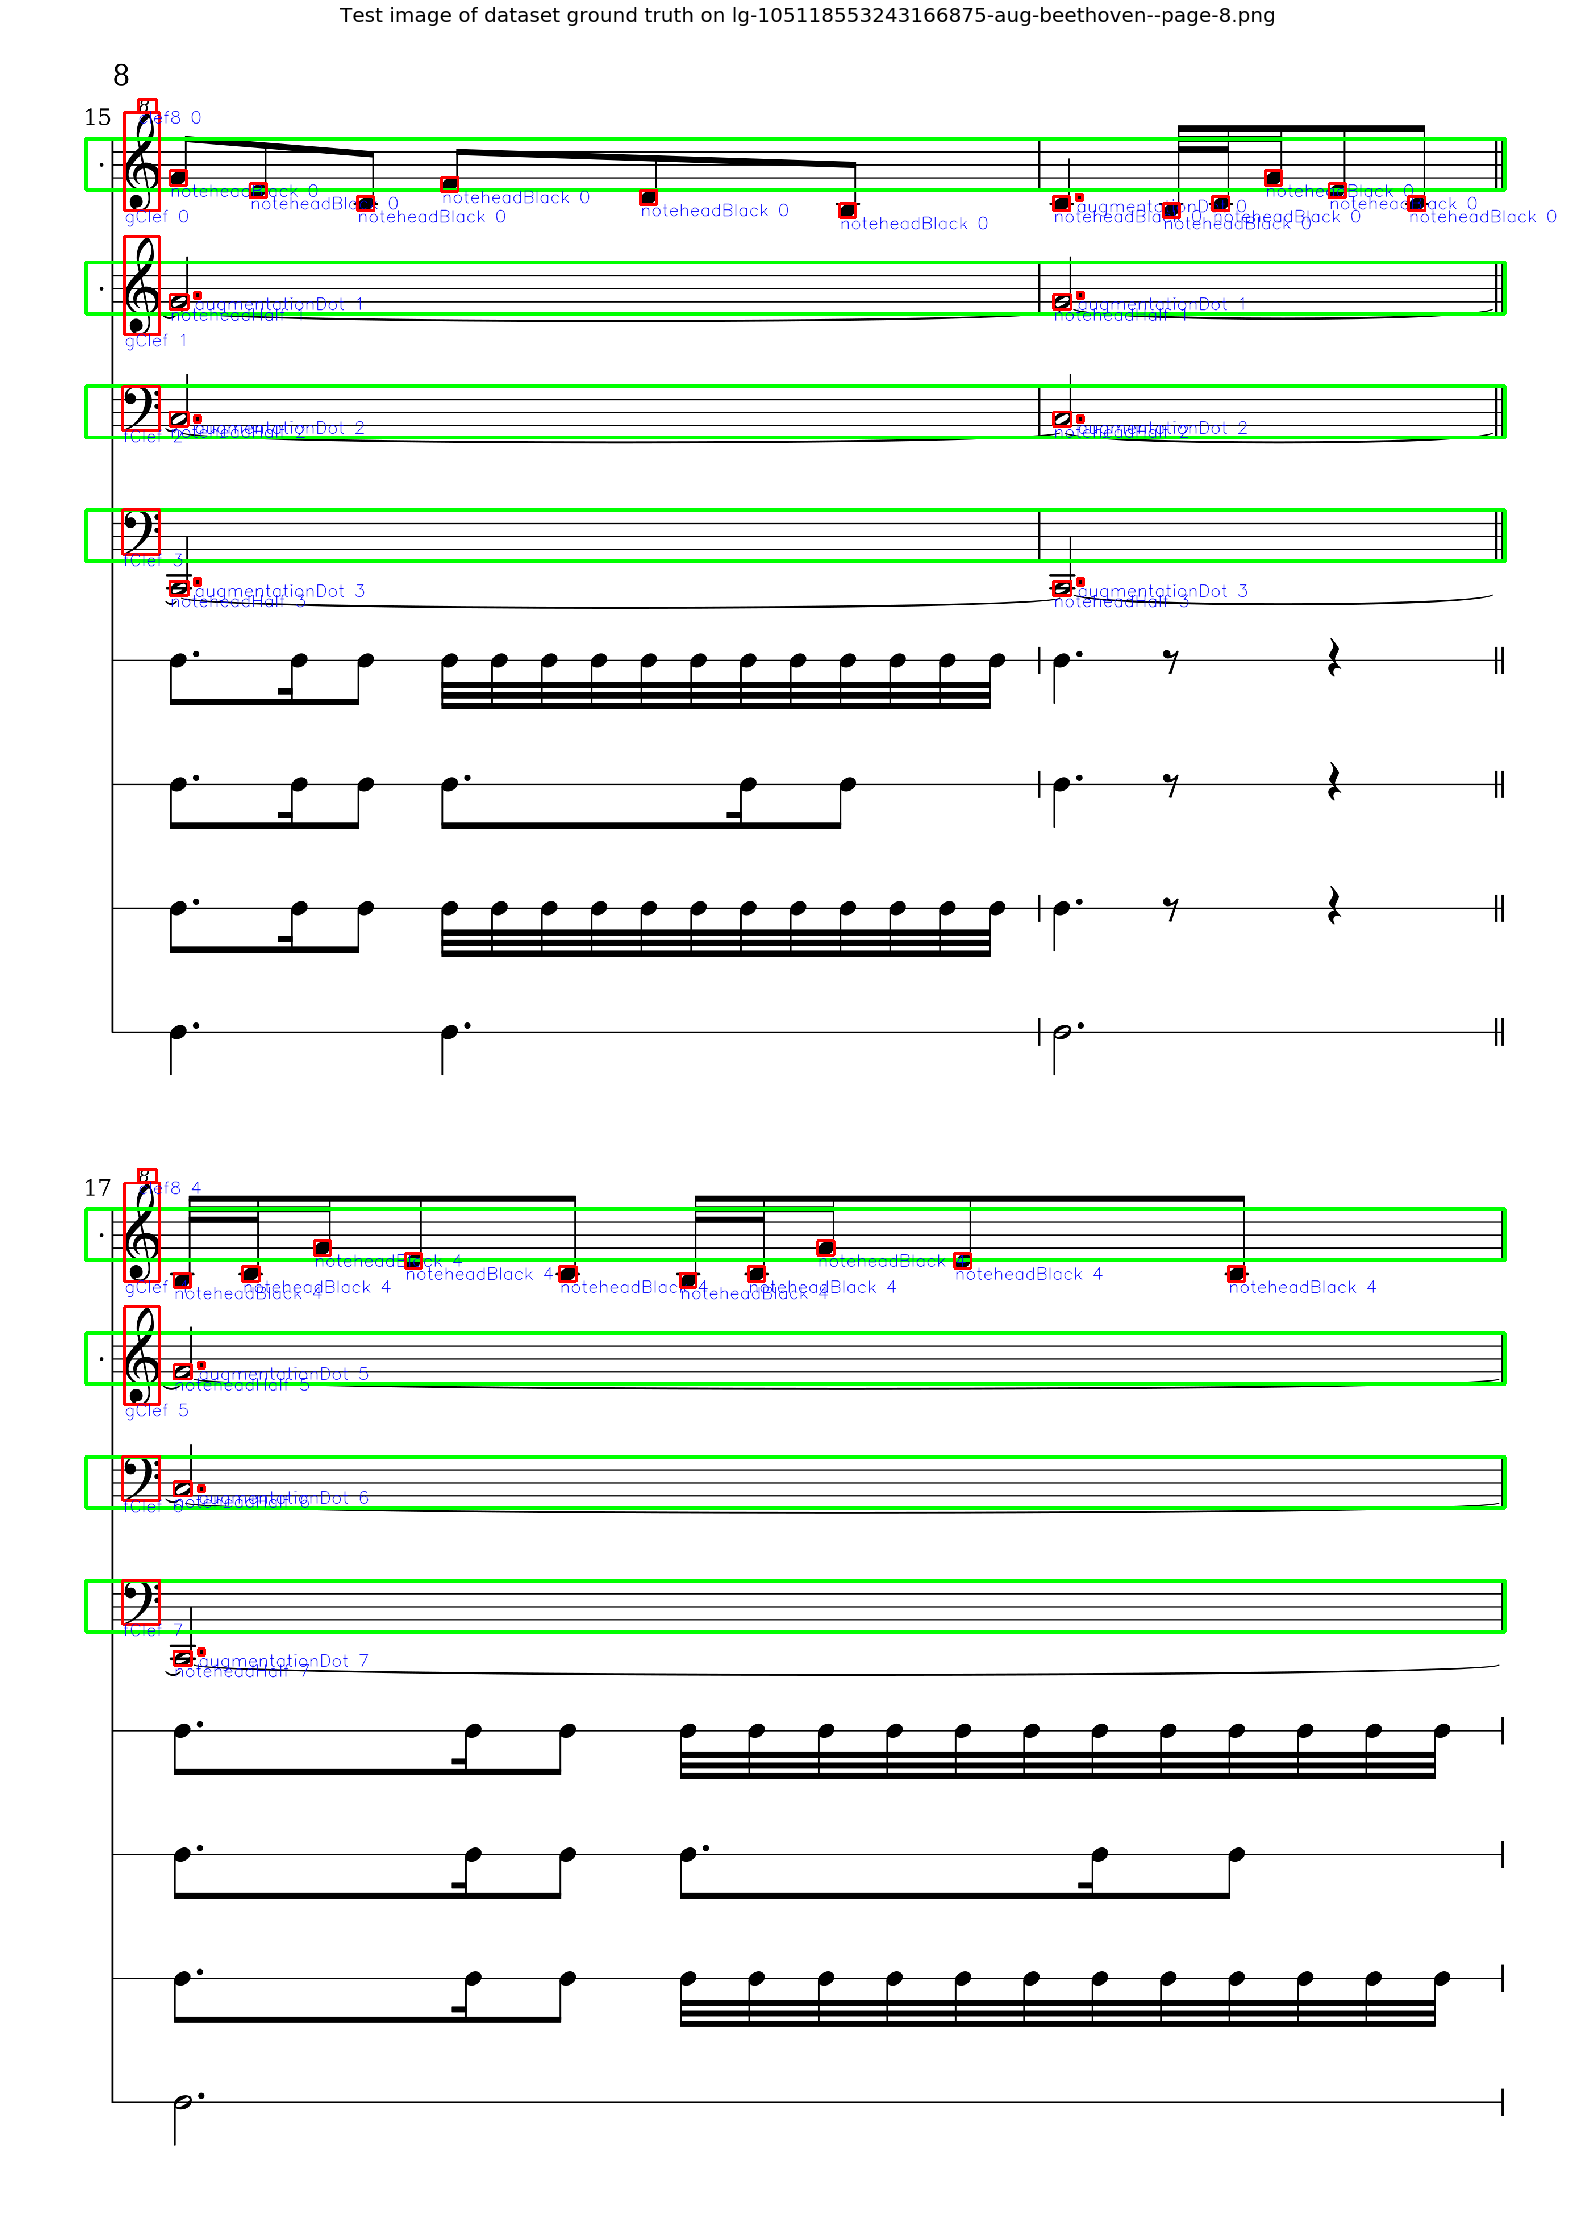 Test image of dataset ground truth on lg-105118553243166875-aug-beethoven--page-8.png
8
8
15
clef8 0
noteheadBlack 0
noteheadBlack 0
noteheadBlack 0
noteheadBlack 0
noteheadBlack 0
noteheadBlack 0
noteheadBlack 0
augmentationDot 0
noteheadBlack 0
noteheadBlack 0
noteheadBlack 0
noteheadBlack 0
noteheadBlack 0
gClef 0
augmentationDot 1
noteheadHalf 1
augmentationDot 1
noteheadHalf 1
gClef 1
augmentationDot 2
noteheadHalf 2
augmentationDot 2
noteheadHalf 2
fClef 2
fClef 3
augmentationDot 3
noteheadHalf 3
augmentationDot 3
noteheadHalf 3
8
17
clef8 4
noteheadBlack 4
noteheadBlack 4
noteheadBlack 4
noteheadBlack 4
gClef 4
noteheadBlack 4
noteheadBlack 4
noteheadBlack 4
noteheadBlack 4
noteheadBlack 4
noteheadBlack 4
augmentationDot 5
noteheadHalf 5
gClef 5
augmentationDot 6
noteheadHalf 6
fClef 6
fClef 7
augmentationDot 7
noteheadHalf 7